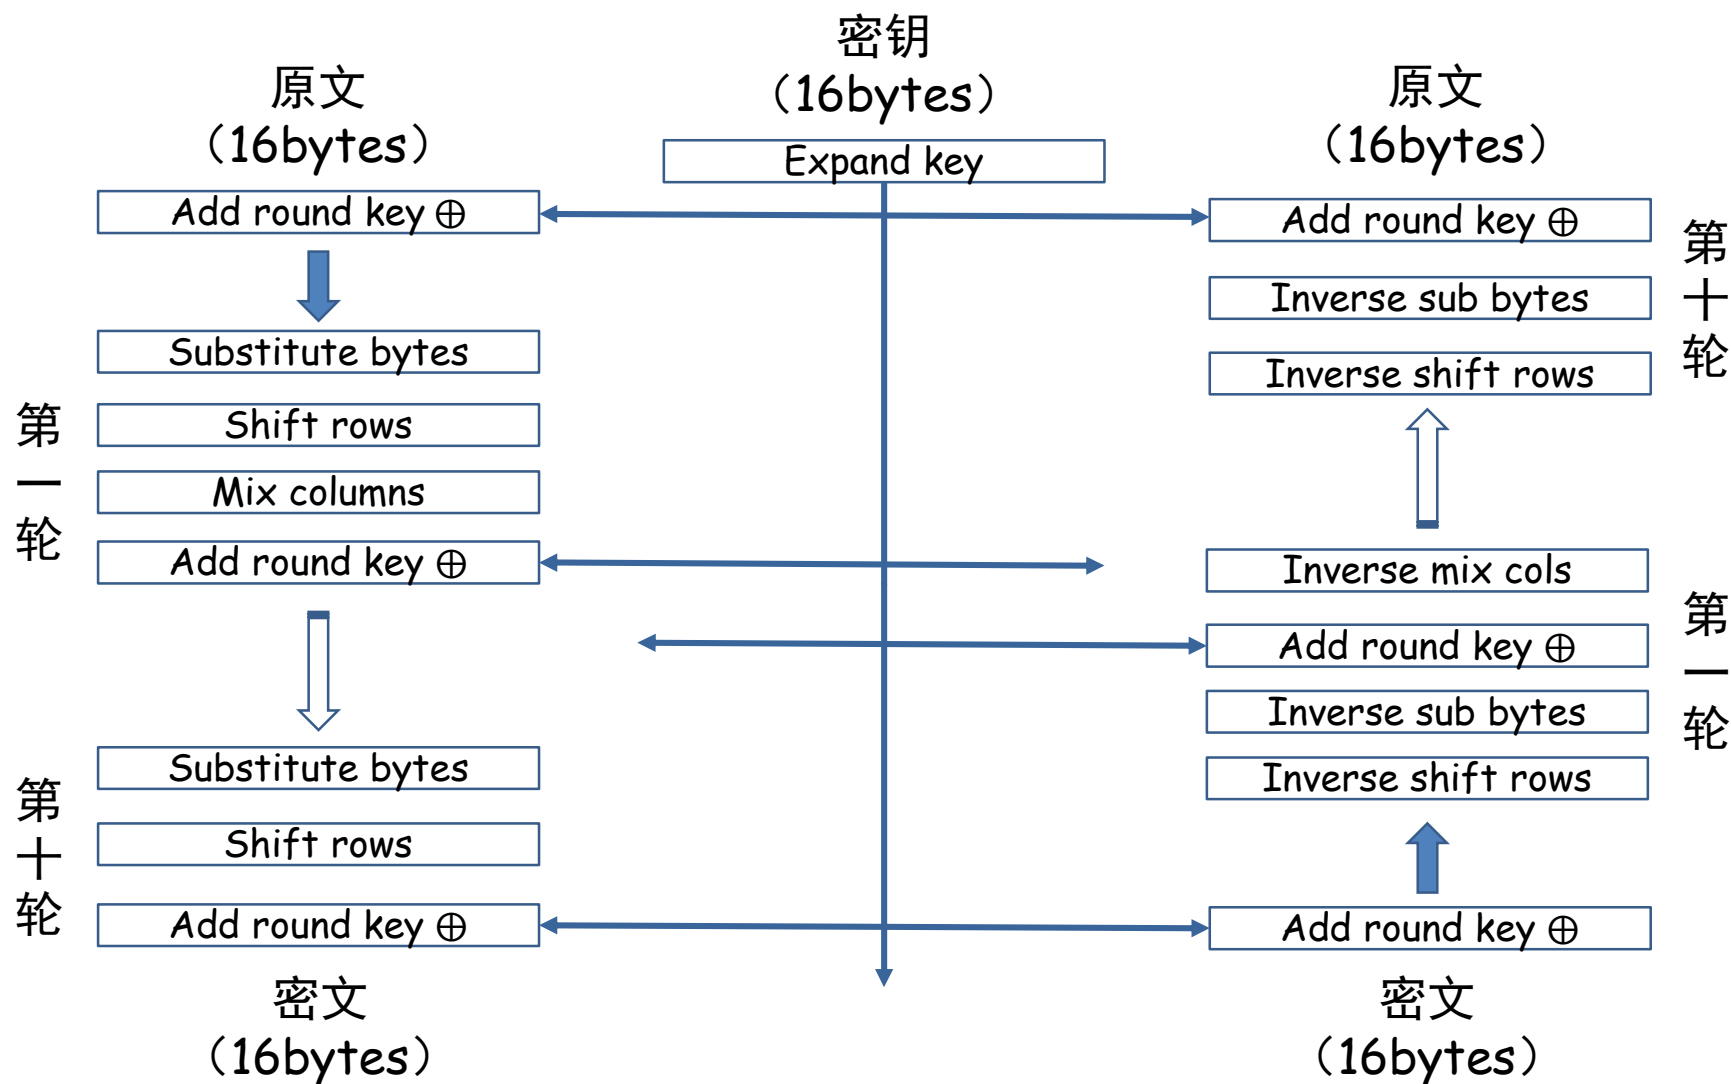 密钥
（16bytes）
Expand key
原文
（16bytes）
Add round key ⊕
第一轮
Substitute bytes
Shift rows
Mix columns
Add round key ⊕
第十轮
Substitute bytes
Shift rows
Add round key ⊕
密文
（16bytes）
原文
（16bytes）
Add round key ⊕
Inverse sub bytes
Inverse shift rows
第十轮
Inverse mix cols
Add round key ⊕
Inverse sub bytes
Inverse shift rows
第一轮
Add round key ⊕
密文
（16bytes）